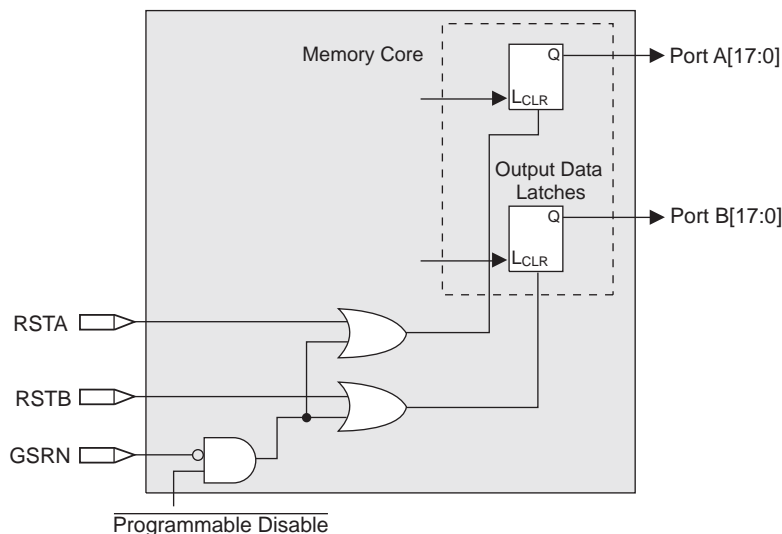 Memory Core
Q
Port A[17:0]
LCLR
Output Data
Latches
Q
Port B[17:0]
LCLR
RSTA
RSTB
GSRN
Programmable Disable